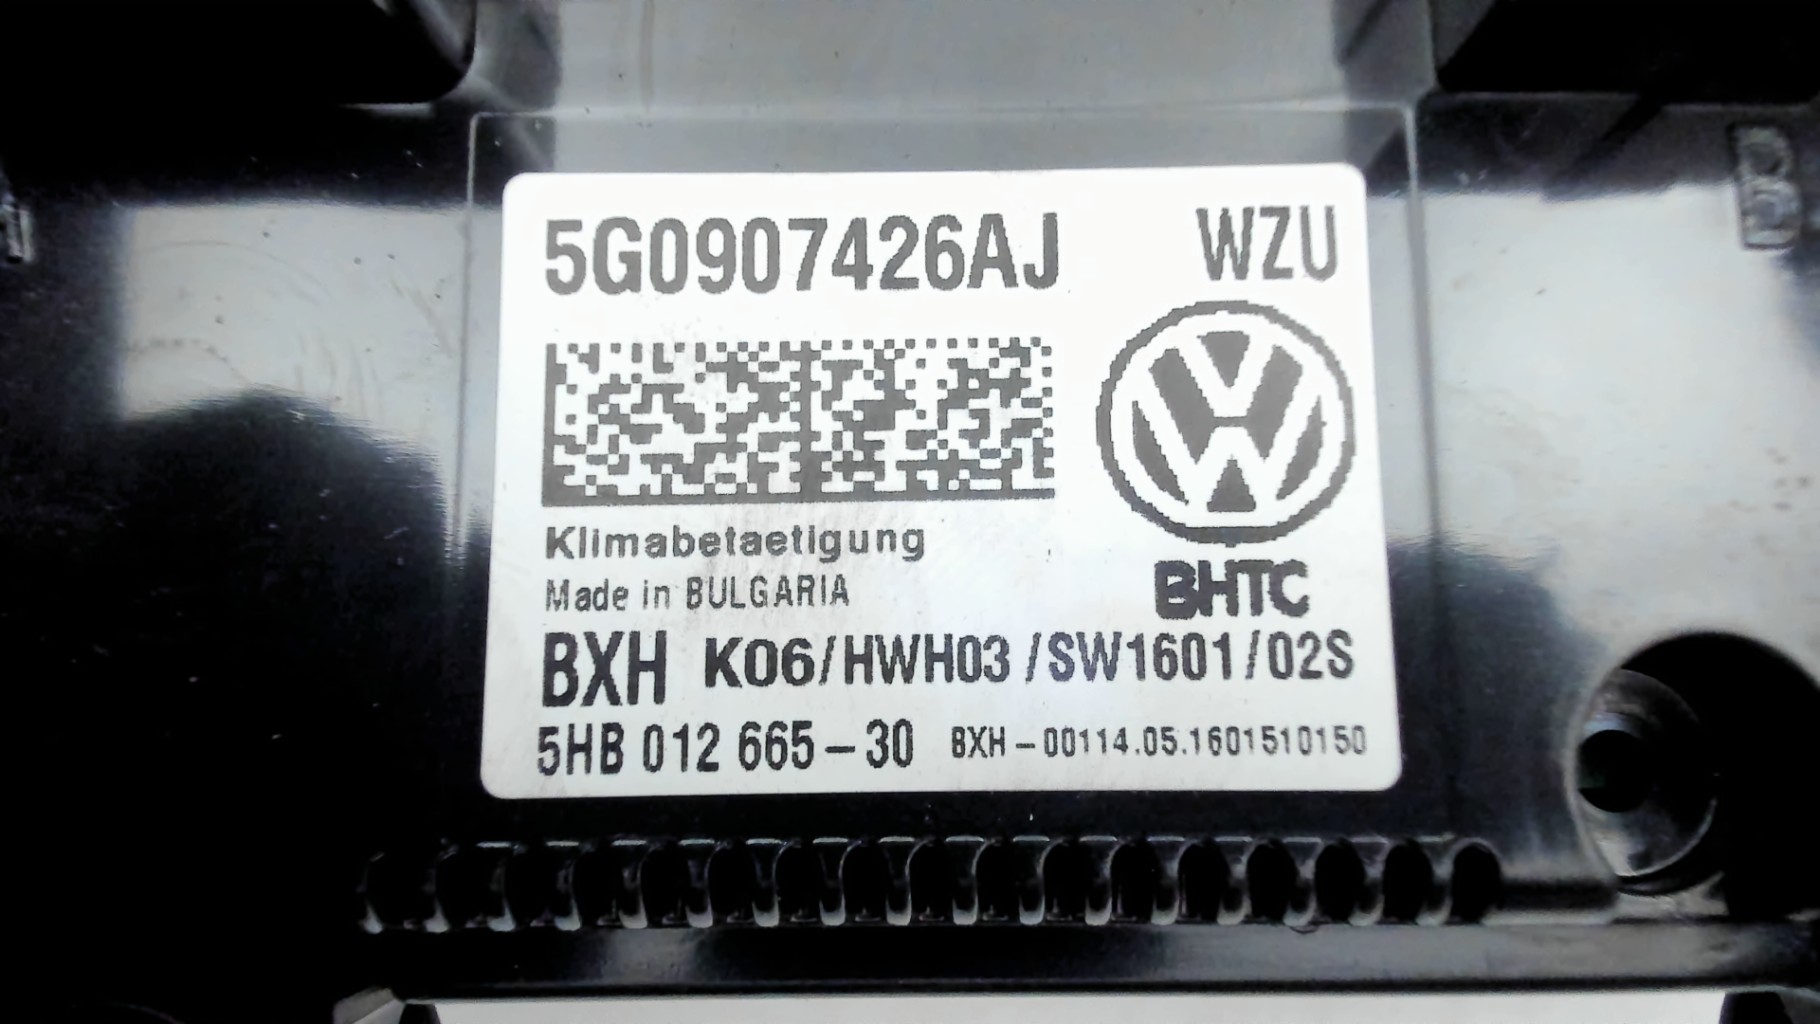 5G0907426AJ WZU
Klimabetaetigung
Made in BULGARIA
BHTC
BXH K06/HWH03/SW1601/02S
5HB 012 665-30 BXH-00114.05.1601510150